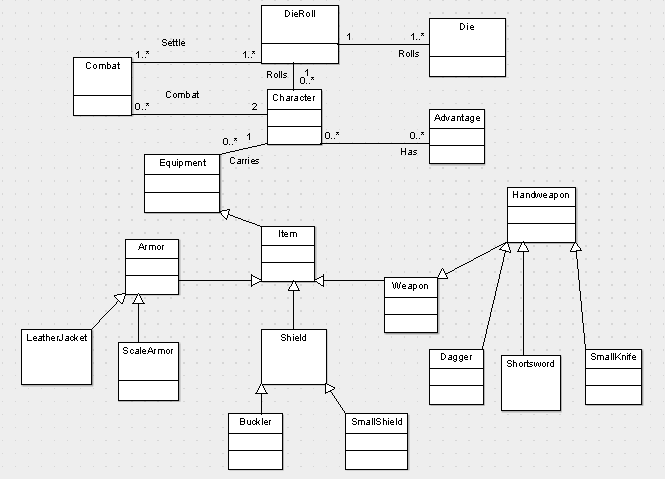 DieRoll
Die
1
1..*
Rolls
Settle
1..*
1..*
Combat
Rolls
1
0..*
Combat
0..*
2
Character
Advantage
0..*
1
Carries
0..*
0..*
Has
Equipment
Handweapon
Item
Armor
Weapon
LeatherJacket
ScaleArmor
Shield
Dagger
Shortsword
SmallKnife
Buckler
SmallShield